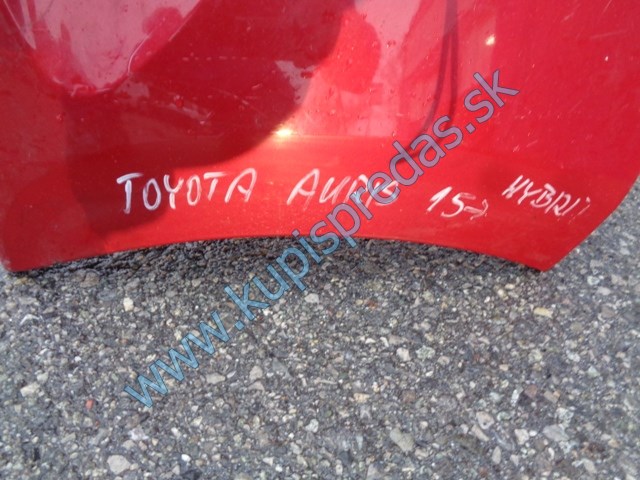 TOYOTA AURIS 15-> HYBRID
www.kupispredas.sk